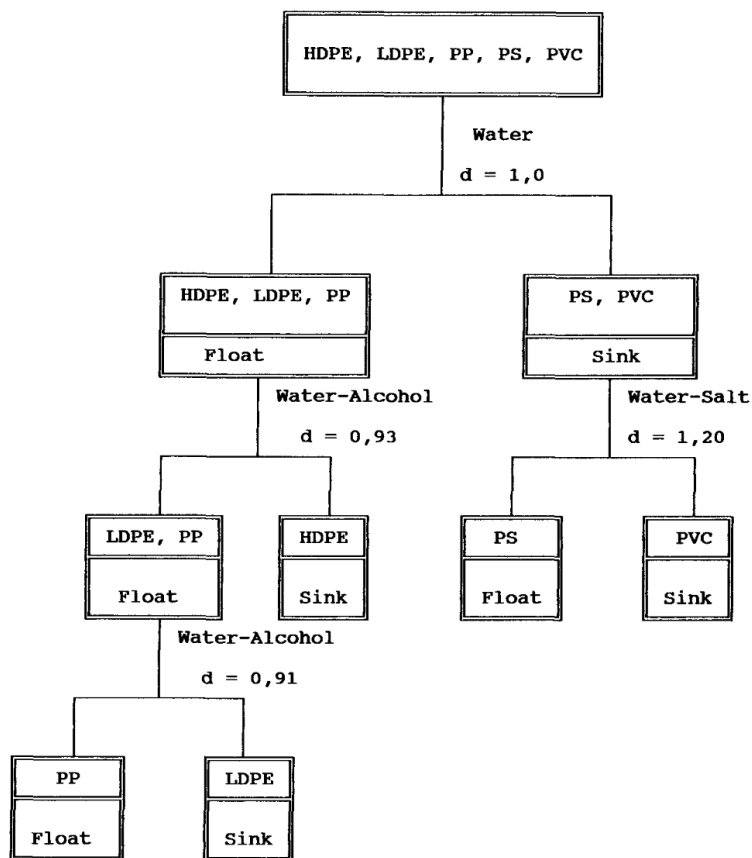 HDPE, LDPE, PP, PS, PVC
Water
d = 1,0
HDPE, LDPE, PP
Float
PS, PVC
Sink
Water-Alcohol
d = 0,93
Water-Salt
d = 1,20
LDPE, PP
Float
HDPE
Sink
PS
Float
PVC
Sink
Water-Alcohol
d = 0,91
PP
Float
LDPE
Sink